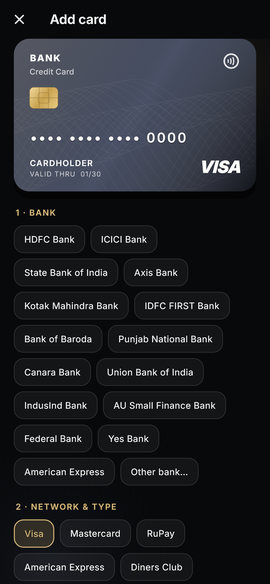 Add card
BANK
Credit Card
•••• •••• •••• 0000
CARDHOLDER
VALID THRU 01/30
VISA
1 · BANK
HDFC Bank
ICICI Bank
State Bank of India
Axis Bank
Kotak Mahindra Bank
IDFC FIRST Bank
Bank of Baroda
Punjab National Bank
Canara Bank
Union Bank of India
IndusInd Bank
AU Small Finance Bank
Federal Bank
Yes Bank
American Express
Other bank...
2 · NETWORK & TYPE
Visa
Mastercard
RuPay
American Express
Diners Club